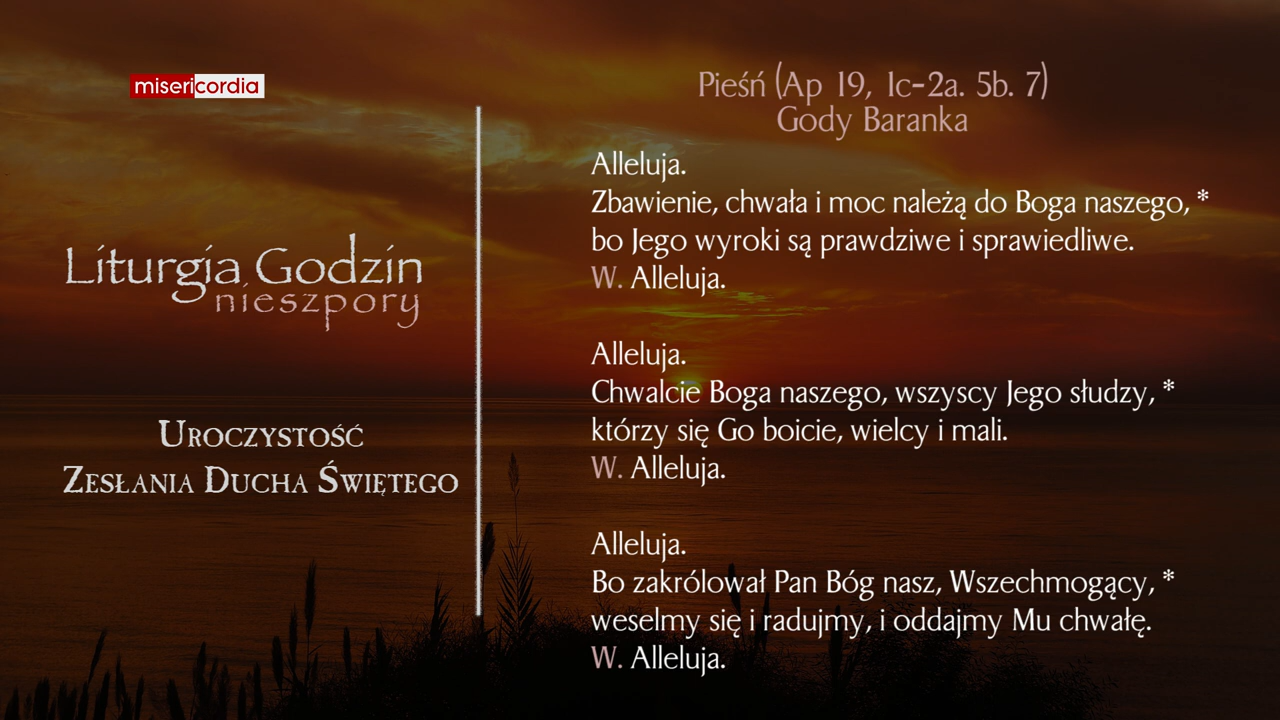 misericordia
Liturgia Godzin
nieszpory
Uroczystość
Zesłania Ducha Świętego
Pieśń (Ap 19, 1c-2a. 5b. 7)
Gody Baranka
Alleluja.
Zbawienie, chwała i moc należą do Boga naszego, *
bo Jego wyroki są prawdziwe i sprawiedliwe.
W. Alleluja.
Alleluja.
Chwalcie Boga naszego, wszyscy Jego słudzy, *
którzy się Go boicie, wielcy i mali.
W. Alleluja.
Alleluja.
Bo zakrólował Pan Bóg nasz, Wszechmogący, *
weselmy się i radujmy, i oddajmy Mu chwałę.
W. Alleluja.